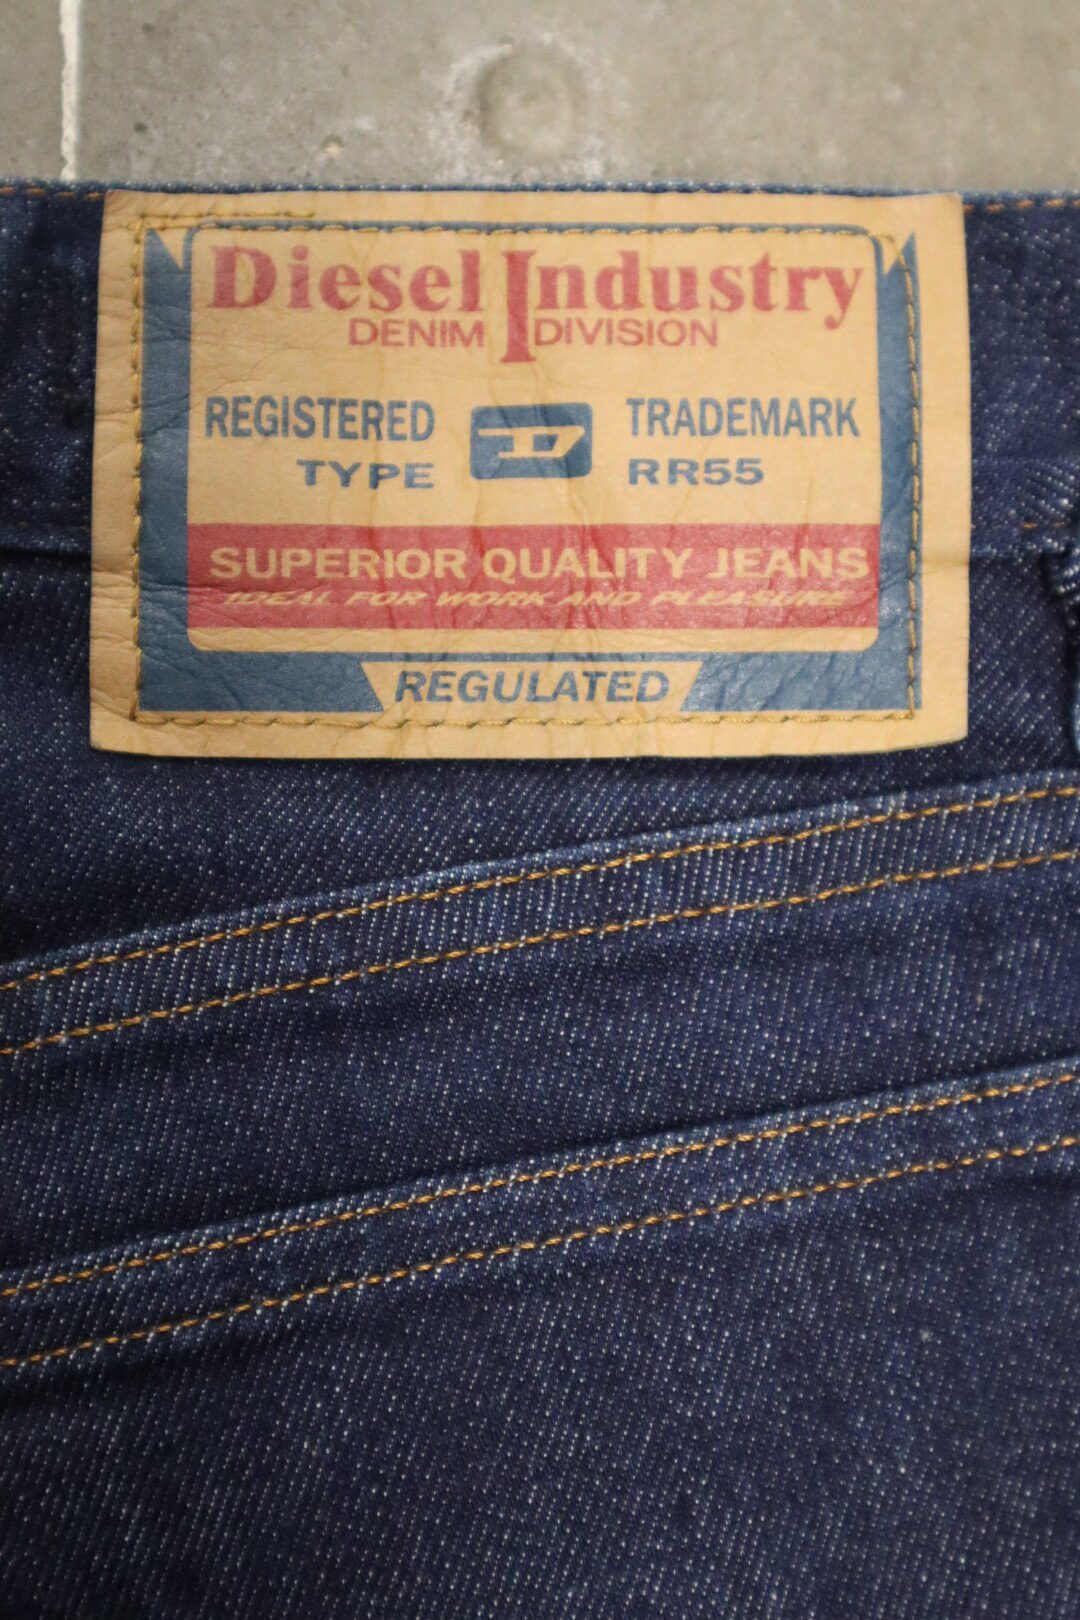 Diesel Industry
DENIM DIVISION
REGISTERED D TRADEMARK
TYPE RR55
SUPERIOR QUALITY JEANS
IDEAL FOR WORK AND PLEASURE
REGULATED